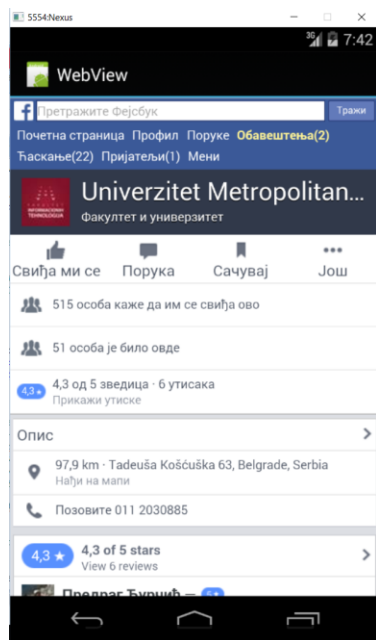 5554:Nexus
3G 7:42
WebView
f Претражите Фејсбук Тражи
Почетна страница Профил Поруке Обавештења(2)
Ћаскање(22) Пријатељи(1) Мени
Univerzitet Metropolitan...
Факултет и универзитет
Свиђа ми се Порука Сачувај Још
515 особа каже да им се свиђа ово
51 особа је било овде
4,3 ★ 4,3 од 5 звездица · 6 утисака
Прикажи утиске
Опис
97,9 km · Tadeuša Košćuška 63, Belgrade, Serbia
Нађи на мапи
Позовите 011 2030885
4,3 ★ 4,3 of 5 stars
View 6 reviews
Предраг Ђурчић — 5★